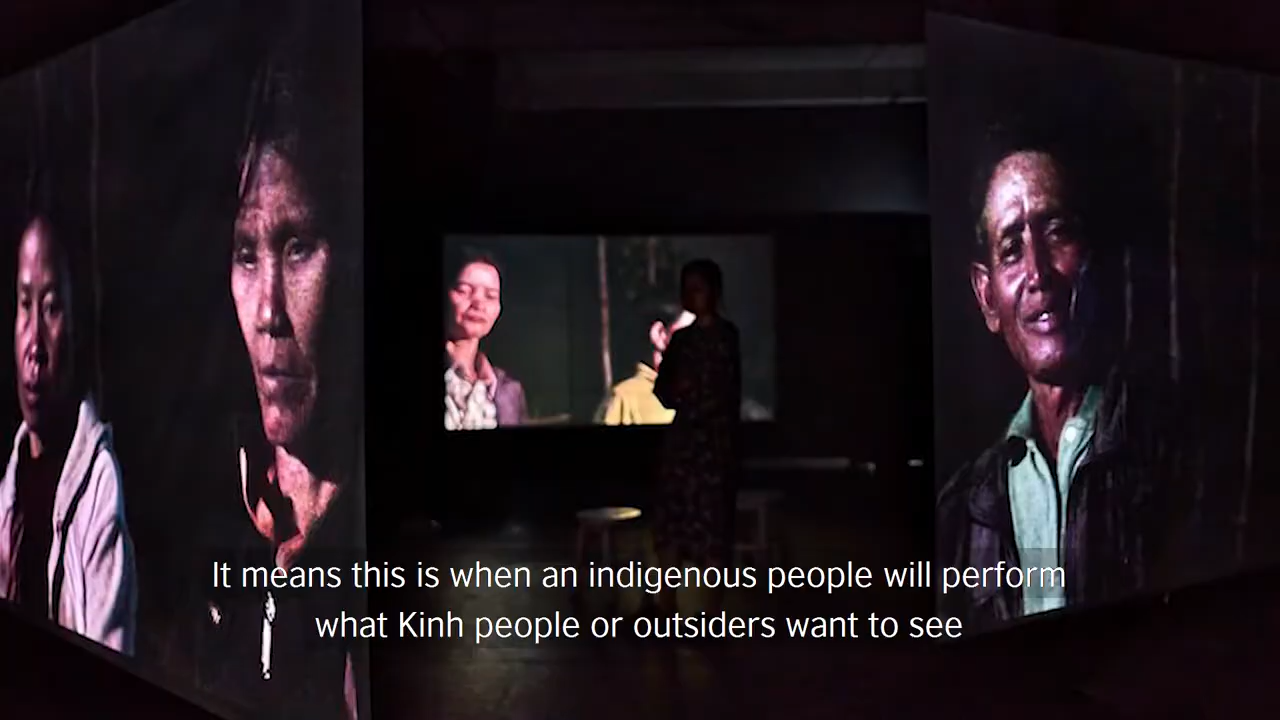 It means this is when an indigenous people will perform
what Kinh people or outsiders want to see